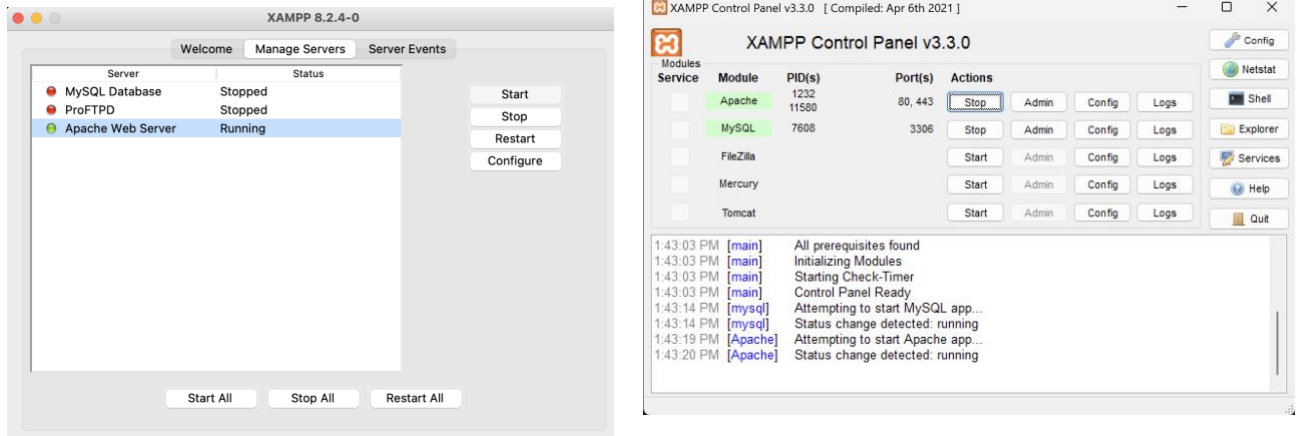 XAMPP 8.2.4-0
Welcome Manage Servers Server Events
Server Status
MySQL Database Stopped
ProFTPD Stopped
Apache Web Server Running
Start
Stop
Restart
Configure
Start All Stop All Restart All
XAMPP Control Panel v3.3.0 [ Compiled: Apr 6th 2021 ]
XAMPP Control Panel v3.3.0
Modules
Service Module PID(s) Port(s) Actions
Apache 1232 11580 80, 443 Stop Admin Config Logs
MySQL 7608 3306 Stop Admin Config Logs
FileZilla Start Admin Config Logs
Mercury Start Admin Config Logs
Tomcat Start Admin Config Logs
Config
Netstat
Shell
Explorer
Services
Help
Quit
1:43:03 PM [main] All prerequisites found
1:43:03 PM [main] Initializing Modules
1:43:03 PM [main] Starting Check-Timer
1:43:03 PM [main] Control Panel Ready
1:43:14 PM [mysql] Attempting to start MySQL app...
1:43:14 PM [mysql] Status change detected: running
1:43:19 PM [Apache] Attempting to start Apache app...
1:43:20 PM [Apache] Status change detected: running